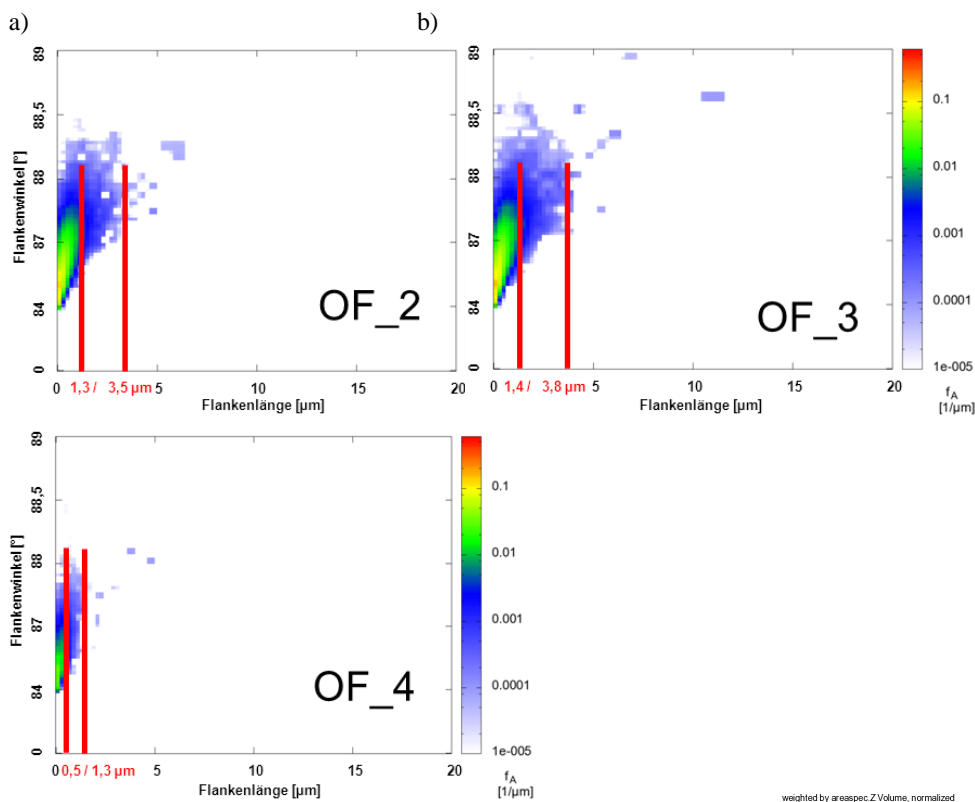 a)
b)
89
88,5
88
87
84
0
Flankenwinkel [°]
OF_2
0
5
10
15
20
1,3 / 3,5 µm
Flankenlänge [µm]
89
88,5
88
87
84
0
Flankenwinkel [°]
OF_3
0
5
10
15
20
1,4 / 3,8 µm
Flankenlänge [µm]
0.1
0.01
0.001
0.0001
1e-005
f_A
[1/µm]
89
88,5
88
87
84
0
Flankenwinkel [°]
OF_4
0
5
10
15
20
0,5 / 1,3 µm
Flankenlänge [µm]
0.1
0.01
0.001
0.0001
1e-005
f_A
[1/µm]
weighted by areaspec.Z Volume, normalized